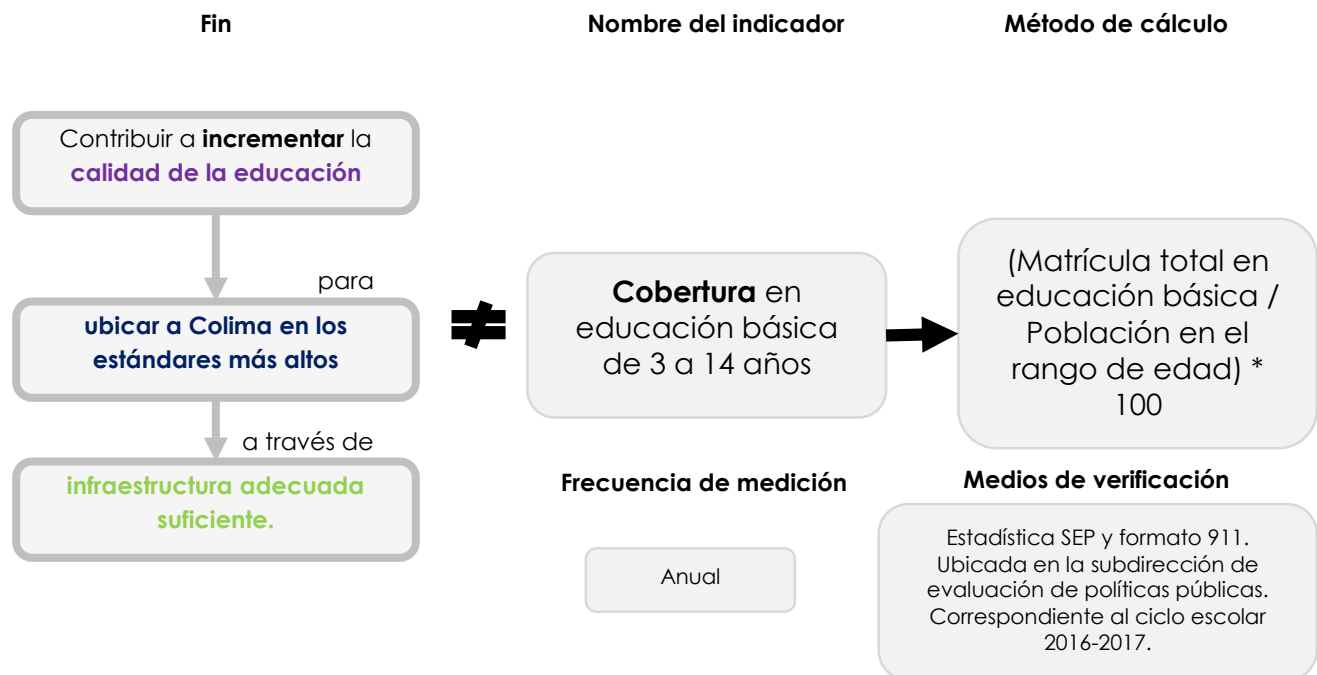 Fin
Nombre del indicador
Método de cálculo
Contribuir a incrementar la
calidad de la educación
para
ubicar a Colima en los
estándares más altos
a través de
infraestructura adecuada
suficiente.
≠
Cobertura en
educación básica
de 3 a 14 años
(Matrícula total en
educación básica /
Población en el
rango de edad) *
100
Frecuencia de medición
Anual
Medios de verificación
Estadística SEP y formato 911.
Ubicada en la subdirección de
evaluación de políticas públicas.
Correspondiente al ciclo escolar
2016-2017.